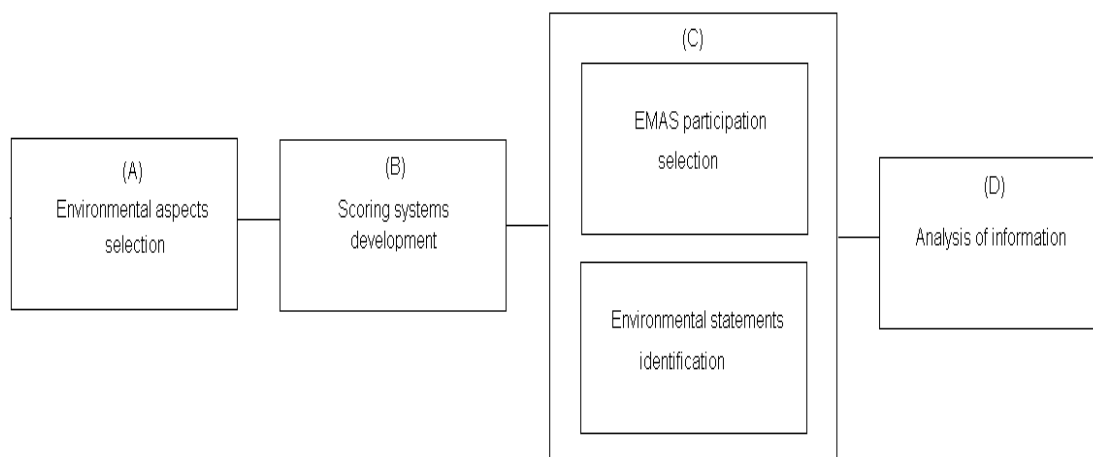 (A)
Environmental aspects
selection
(B)
Scoring systems
development
(C)
EMAS participation
selection
Environmental statements
identification
(D)
Analysis of information